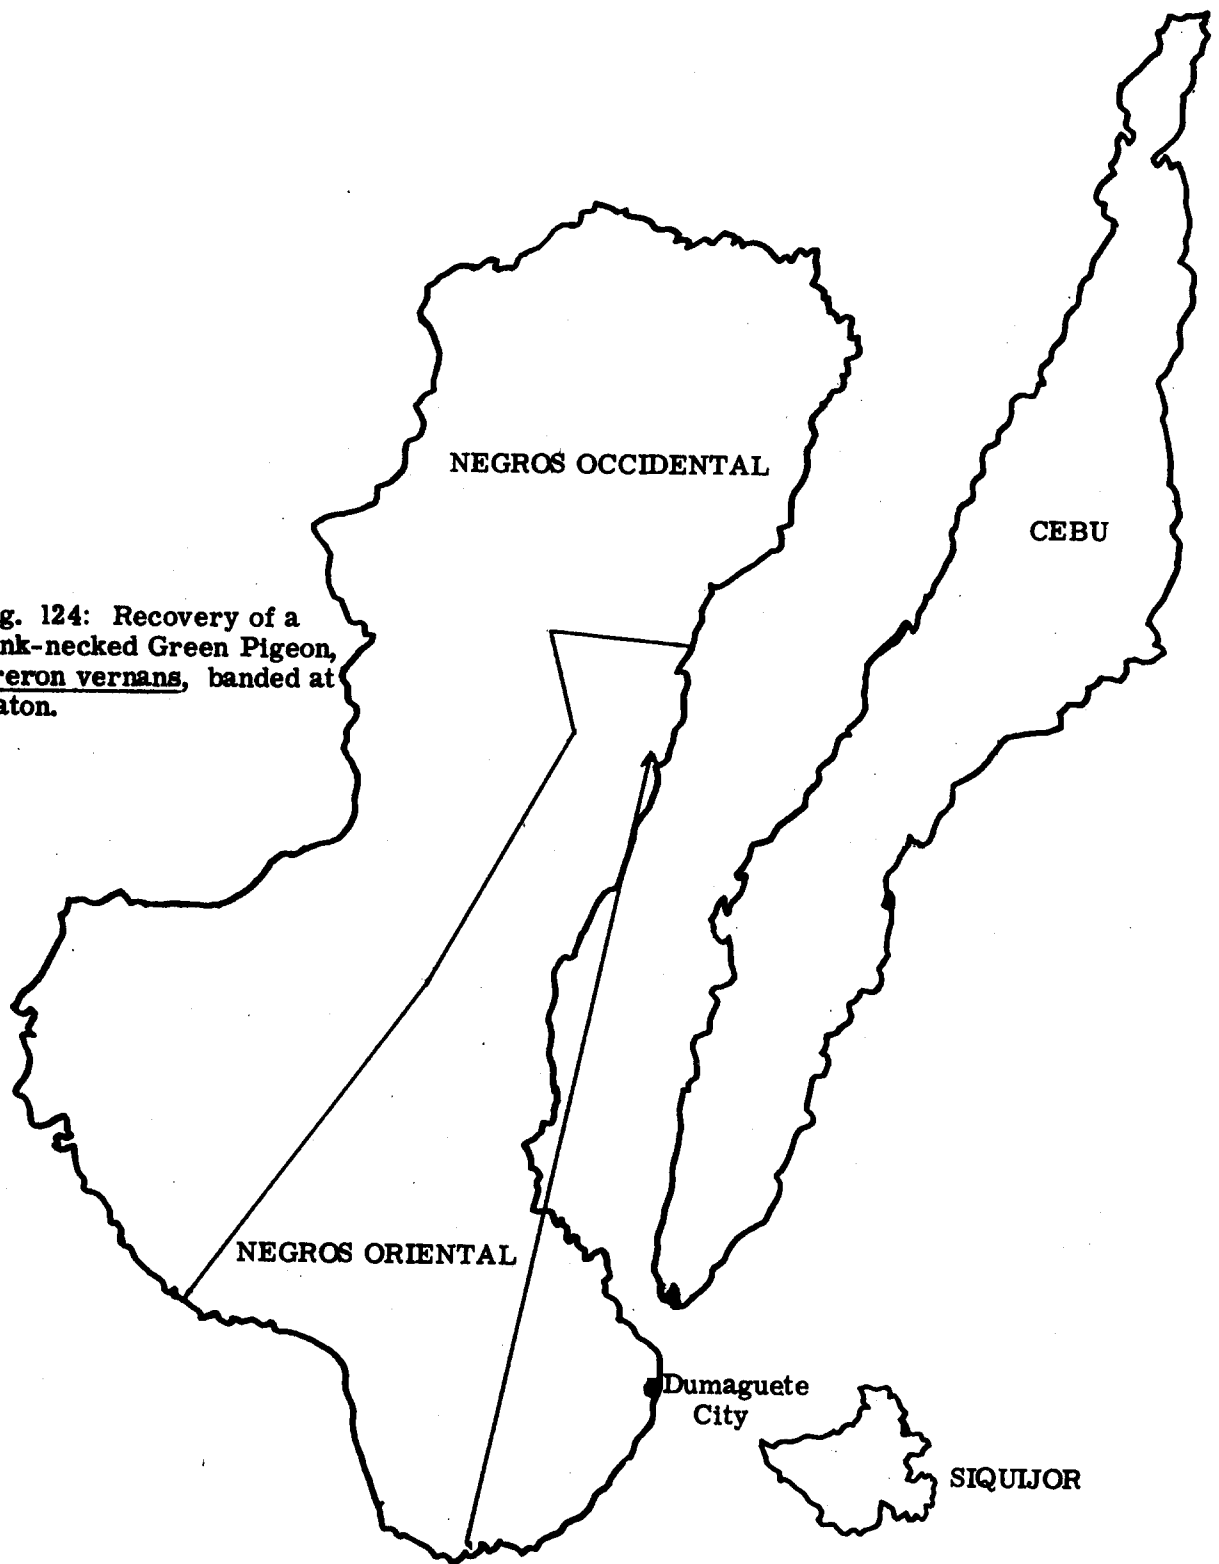 NEGROS OCCIDENTAL
CEBU
g. 124: Recovery of a
nk-necked Green Pigeon,
reron vernans, banded at
aton.
NEGROS ORIENTAL
Dumaguete
City
SIQUIJOR